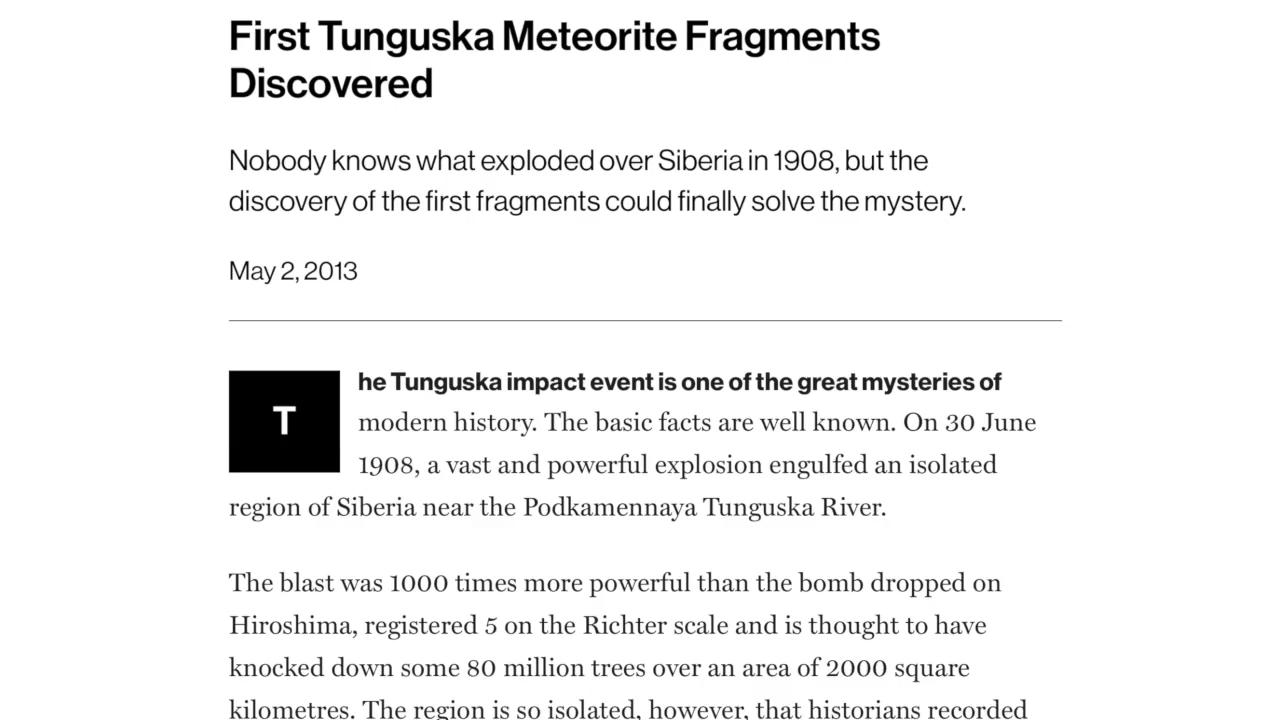 First Tunguska Meteorite Fragments
Discovered
Nobody knows what exploded over Siberia in 1908, but the
discovery of the first fragments could finally solve the mystery.
May 2, 2013
The Tunguska impact event is one of the great mysteries of
modern history. The basic facts are well known. On 30 June
1908, a vast and powerful explosion engulfed an isolated
region of Siberia near the Podkamennaya Tunguska River.
The blast was 1000 times more powerful than the bomb dropped on
Hiroshima, registered 5 on the Richter scale and is thought to have
knocked down some 80 million trees over an area of 2000 square
kilometres. The region is so isolated, however, that historians recorded